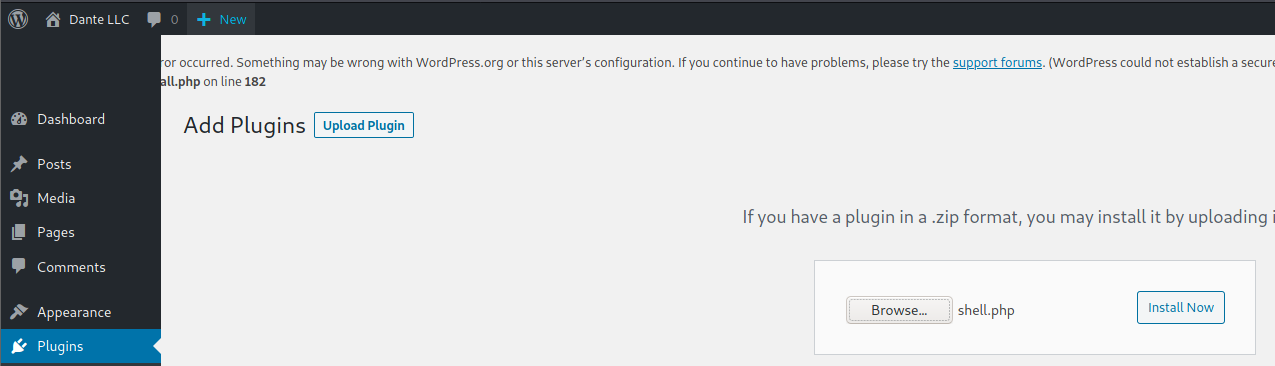 Dante LLC 0 New
ror occurred. Something may be wrong with WordPress.org or this server's configuration. If you continue to have problems, please try the support forums. (WordPress could not establish a secure
all.php on line 182
Add Plugins Upload Plugin
Dashboard
Posts
Media
Pages
Comments
Appearance
Plugins
If you have a plugin in a .zip format, you may install it by uploading i
Browse... shell.php Install Now